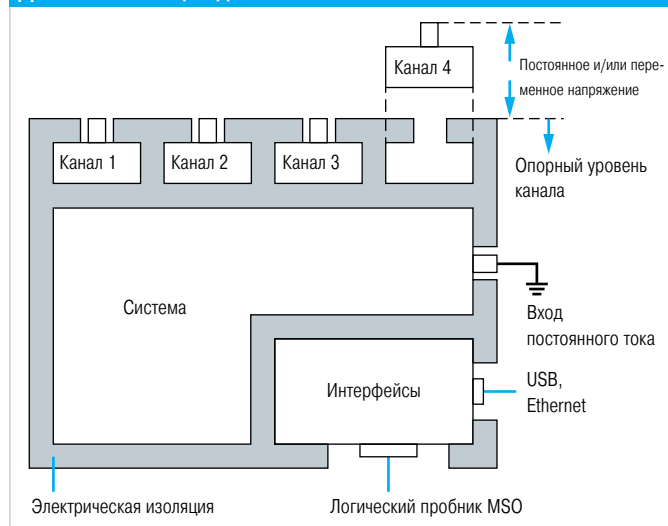 Канал 4
Постоянное и/или пере-
менное напряжение
Канал 1
Канал 2
Канал 3
Опорный уровень
канала
Система
Вход
постоянного тока
Интерфейсы
USB,
Ethernet
Электрическая изоляция
Логический пробник MSO